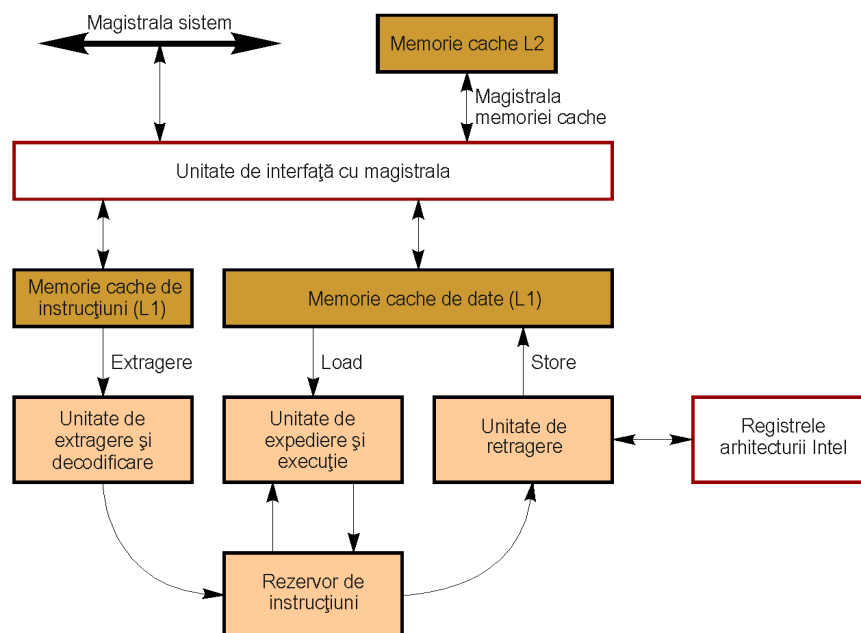 Magistrala sistem
Memorie cache L2
Magistrala
memoriei cache
Unitate de interfaţă cu magistrala
Memorie cache de
instrucţiuni (L1)
Memorie cache de date (L1)
Extragere
Load
Store
Unitate de
extragere şi
decodificare
Unitate de
expediere şi
execuţie
Unitate de
retragere
Registrele
arhitecturii Intel
Rezervor de
instrucţiuni